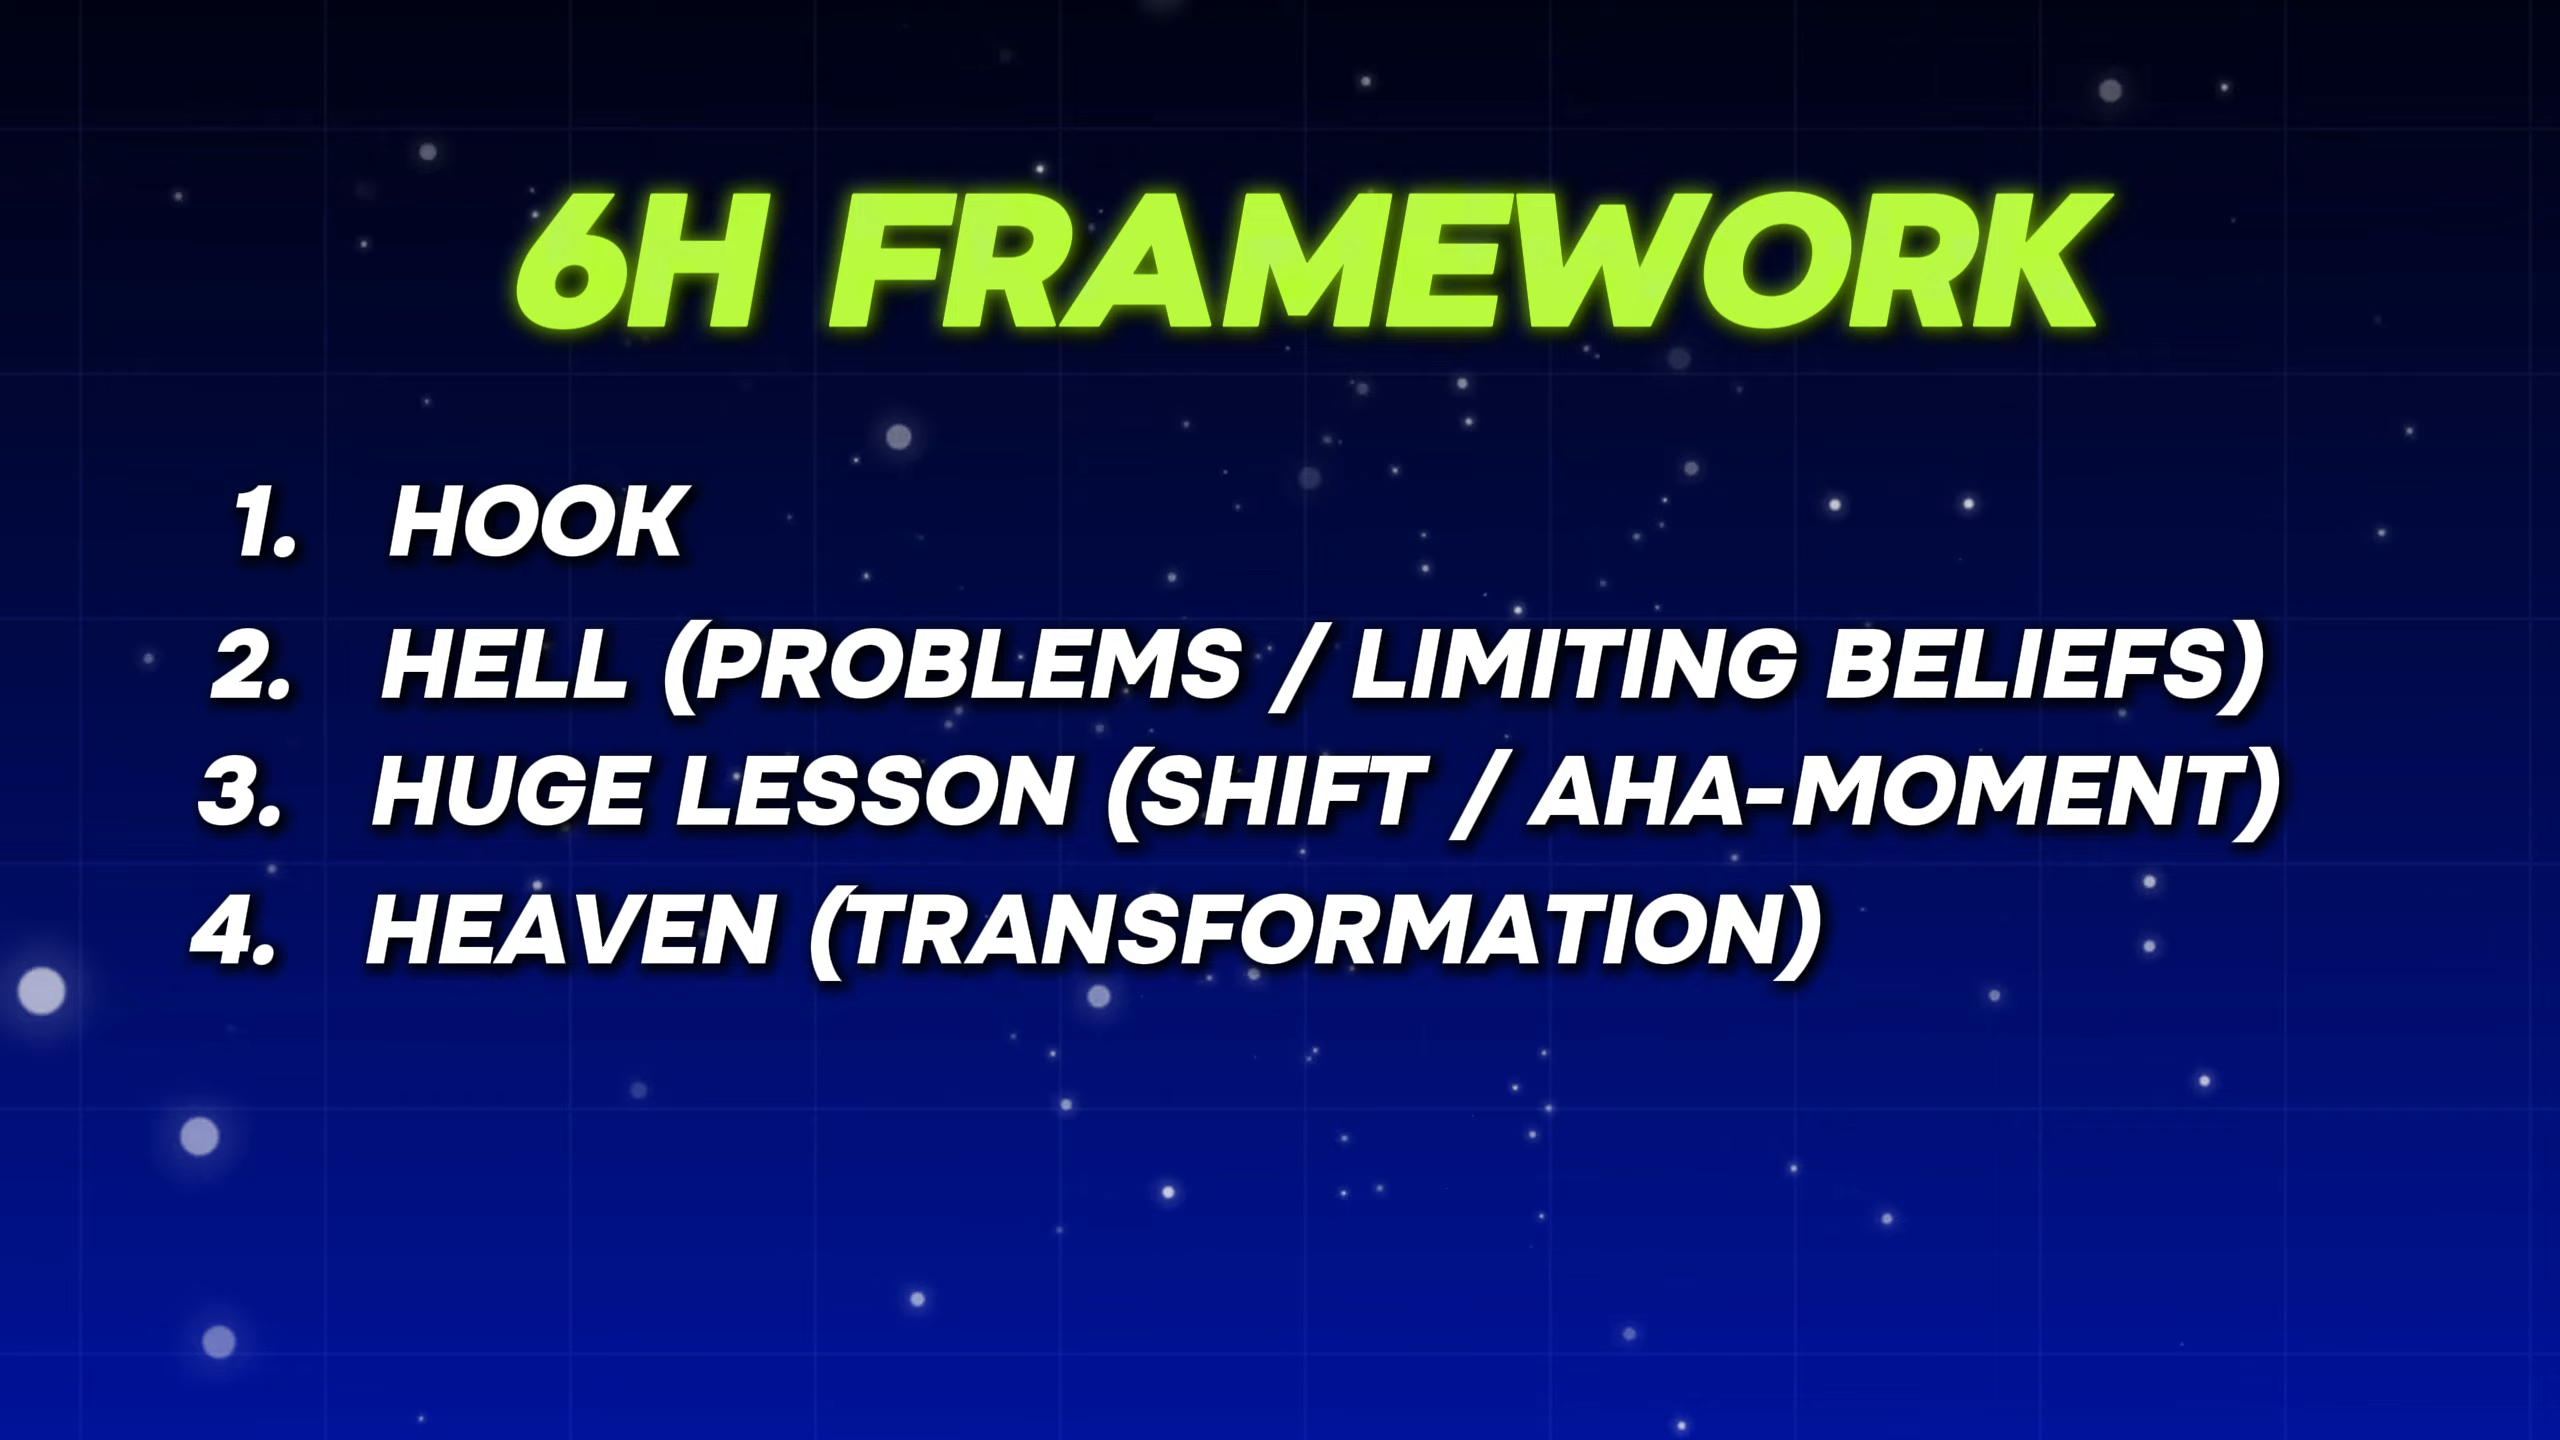 6H FRAMEWORK
1. HOOK
2. HELL (PROBLEMS / LIMITING BELIEFS)
3. HUGE LESSON (SHIFT / AHA-MOMENT)
4. HEAVEN (TRANSFORMATION)